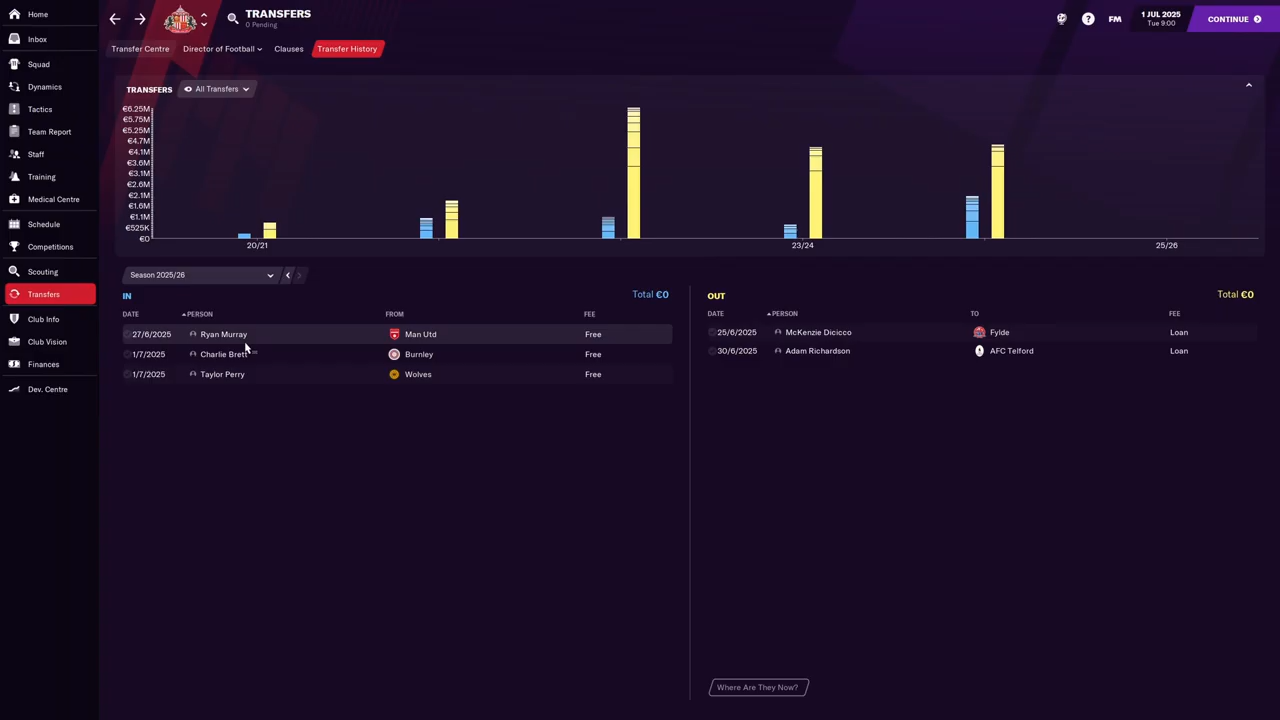 Home
Inbox
Squad
Dynamics
Tactics
Team Report
Staff
Training
Medical Centre
Schedule
Competitions
Scouting
Transfers
Club Info
Club Vision
Finances
Dev. Centre
TRANSFERS
0 Pending
FM
1 JUL 2025
Tue 9:00
CONTINUE
Transfer Centre Director of Football Clauses Transfer History
TRANSFERS All Transfers
€6.25M
€5.75M
€5.25M
€4.7M
€4.1M
€3.6M
€3.1M
€2.6M
€2.1M
€1.6M
€1.1M
€525K
€0
20/21 23/24 25/26
Season 2025/26
IN Total €0
DATE PERSON FROM FEE
27/6/2025 Ryan Murray Man Utd Free
1/7/2025 Charlie Brett Burnley Free
1/7/2025 Taylor Perry Wolves Free
OUT Total €0
DATE PERSON TO FEE
25/6/2025 McKenzie Dicicco Fylde Loan
30/6/2025 Adam Richardson AFC Telford Loan
Where Are They Now?